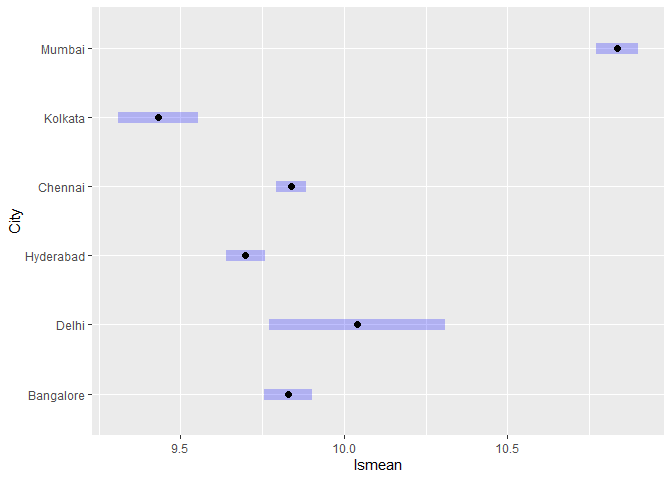 Mumbai
Kolkata
Chennai
Hyderabad
Delhi
Bangalore
City
9.5 10.0 10.5
lsmean